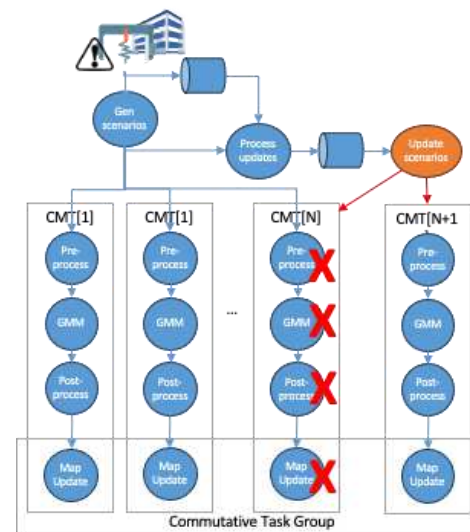 Gen
scenarios
Process
updates
Update
scenarios
CMT[1]
CMT[1]
CMT[N]
CMT[N+1
Pre-
process
Pre-
process
Pre-
process
Pre-
process
GMM
GMM
GMM
GMM
...
Post-
process
Post-
process
Post-
process
Post-
process
Map
Update
Map
Update
Map
Update
Map
Update
Commutative Task Group